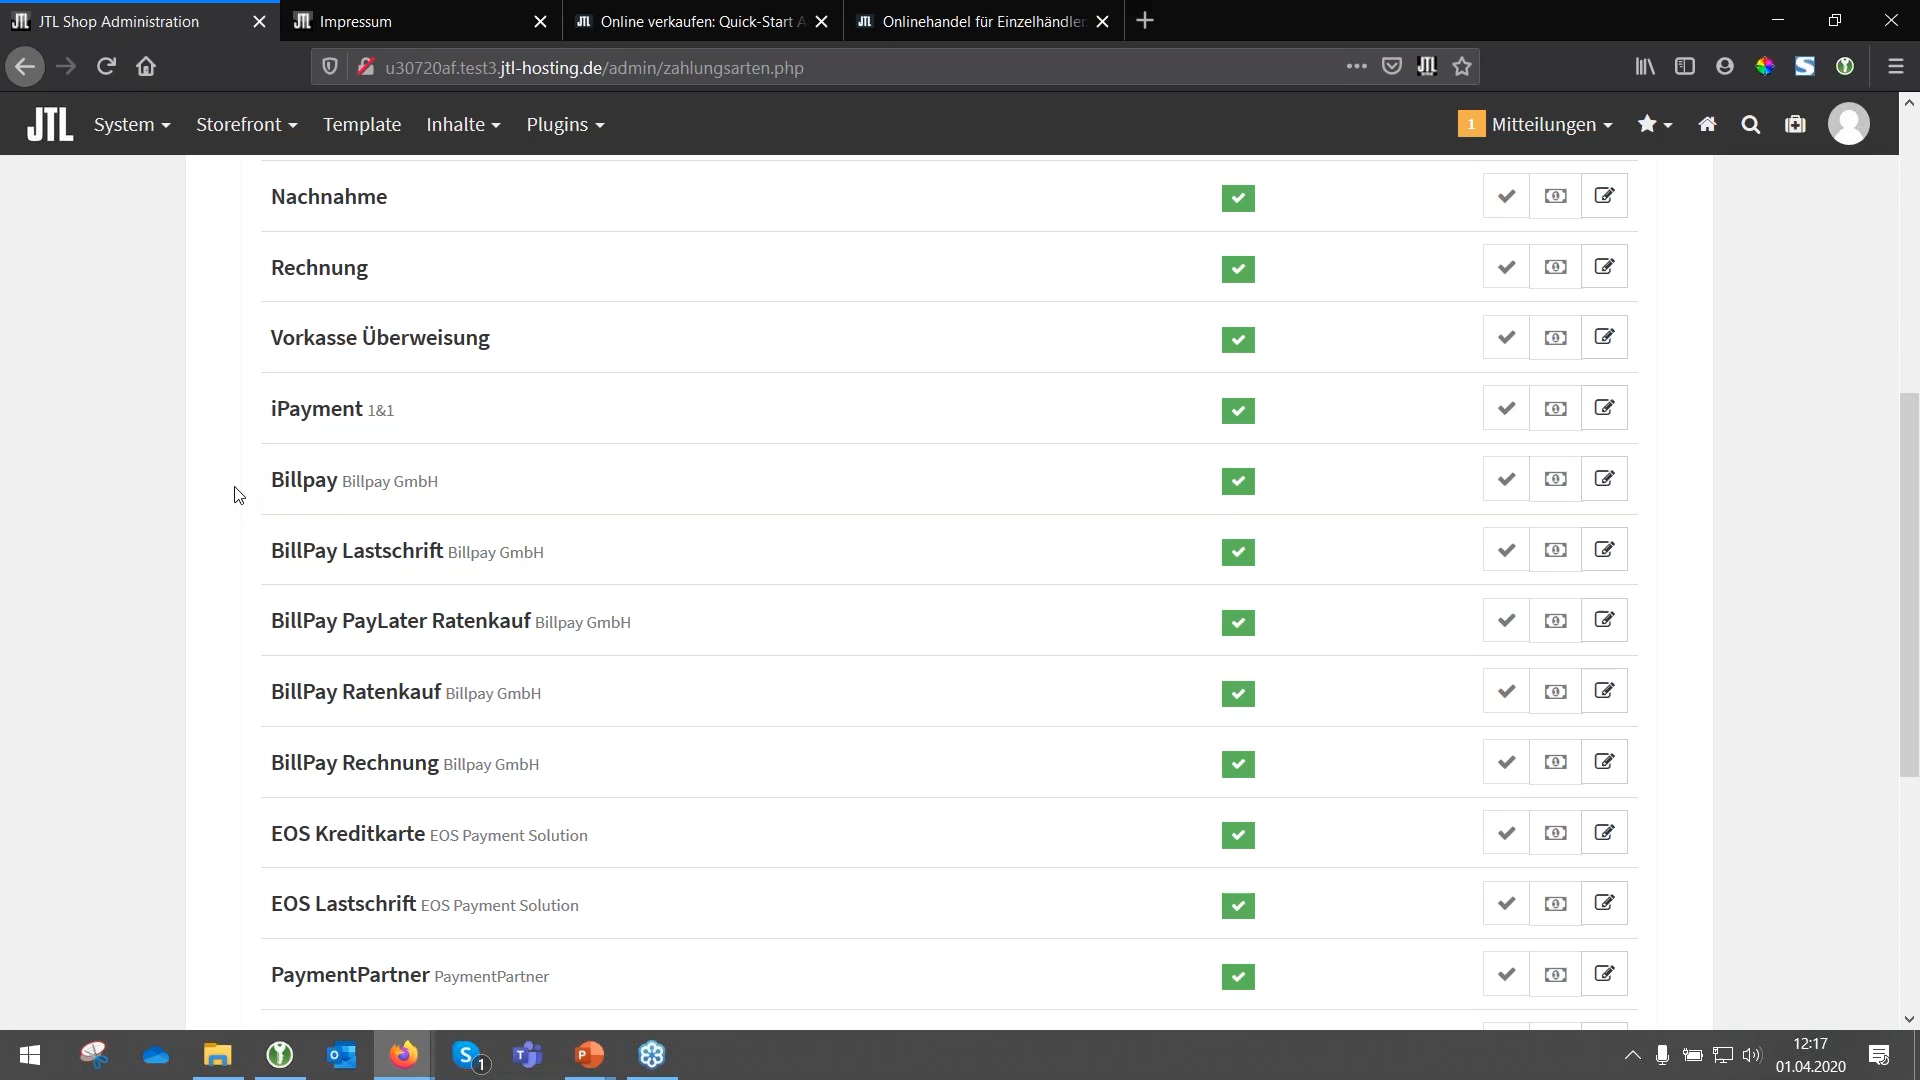 JTL Shop Administration
Impressum
Online verkaufen: Quick-Start A
Onlinehandel für Einzelhändler:
u30720af.test3.jtl-hosting.de/admin/zahlungsarten.php
JTL System Storefront Template Inhalte Plugins 1 Mitteilungen
Nachnahme
Rechnung
Vorkasse Überweisung
iPayment 1&1
Billpay Billpay GmbH
BillPay Lastschrift Billpay GmbH
BillPay PayLater Ratenkauf Billpay GmbH
BillPay Ratenkauf Billpay GmbH
BillPay Rechnung Billpay GmbH
EOS Kreditkarte EOS Payment Solution
EOS Lastschrift EOS Payment Solution
PaymentPartner PaymentPartner
12:17
01.04.2020